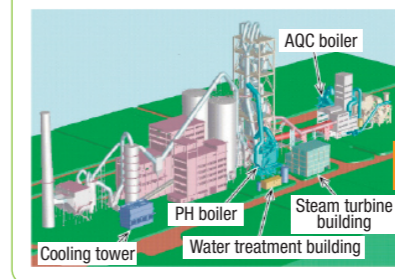 AQC boiler
PH boiler
Steam turbine
building
Water treatment building
Cooling tower